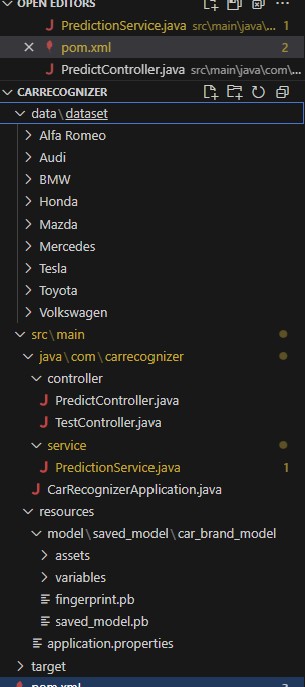 OPEN EDITORS
PredictionService.java src\main\java\... 1
pom.xml 2
PredictController.java src\main\java\com\...
CARRECOGNIZER
data\dataset
Alfa Romeo
Audi
BMW
Honda
Mazda
Mercedes
Tesla
Toyota
Volkswagen
src\main
java\com\carrecognizer
controller
PredictController.java
TestController.java
service
PredictionService.java 1
CarRecognizerApplication.java
resources
model\saved_model\car_brand_model
assets
variables
fingerprint.pb
saved_model.pb
application.properties
target
pom.xml 2